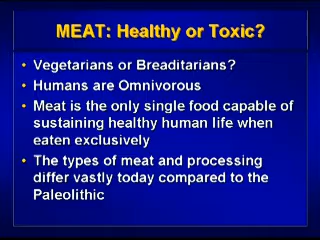 MEAT: Healthy or Toxic?
• Vegetarians or Breaditarians?
• Humans are Omnivorous
• Meat is the only single food capable of
sustaining healthy human life when
eaten exclusively
• The types of meat and processing
differ vastly today compared to the
Paleolithic